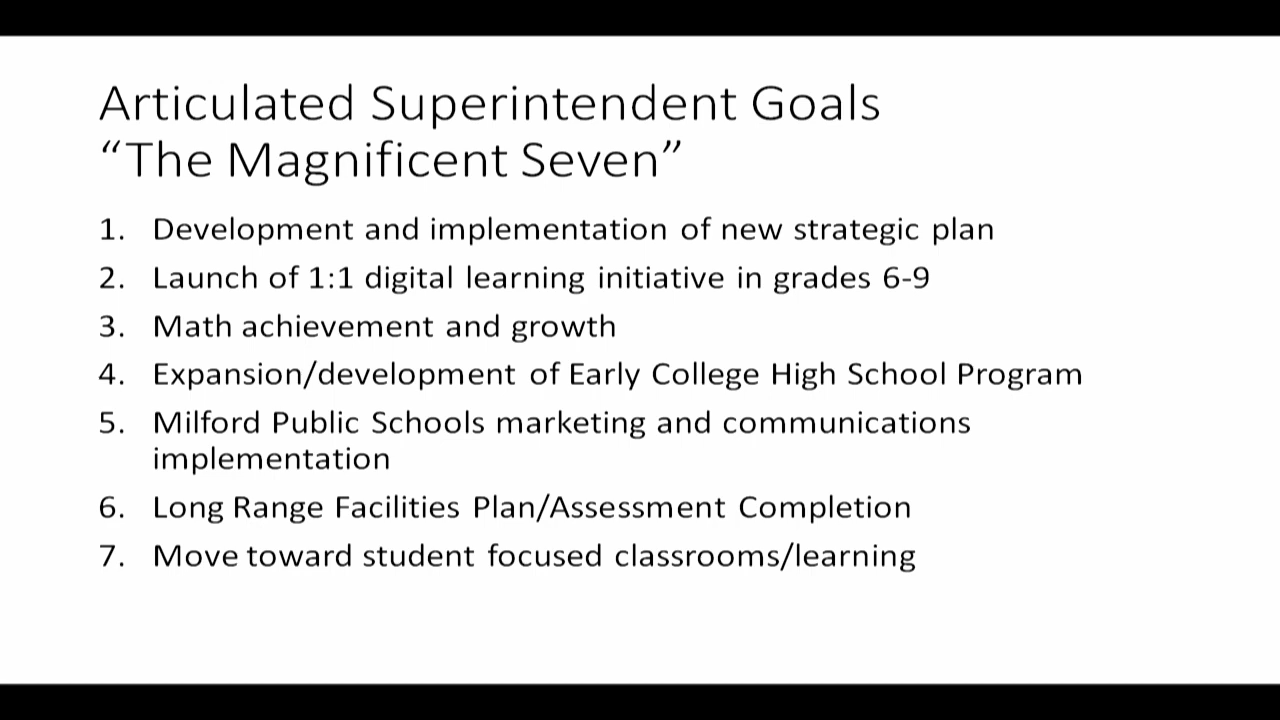 Articulated Superintendent Goals
“The Magnificent Seven”
1. Development and implementation of new strategic plan
2. Launch of 1:1 digital learning initiative in grades 6-9
3. Math achievement and growth
4. Expansion/development of Early College High School Program
5. Milford Public Schools marketing and communications
implementation
6. Long Range Facilities Plan/Assessment Completion
7. Move toward student focused classrooms/learning